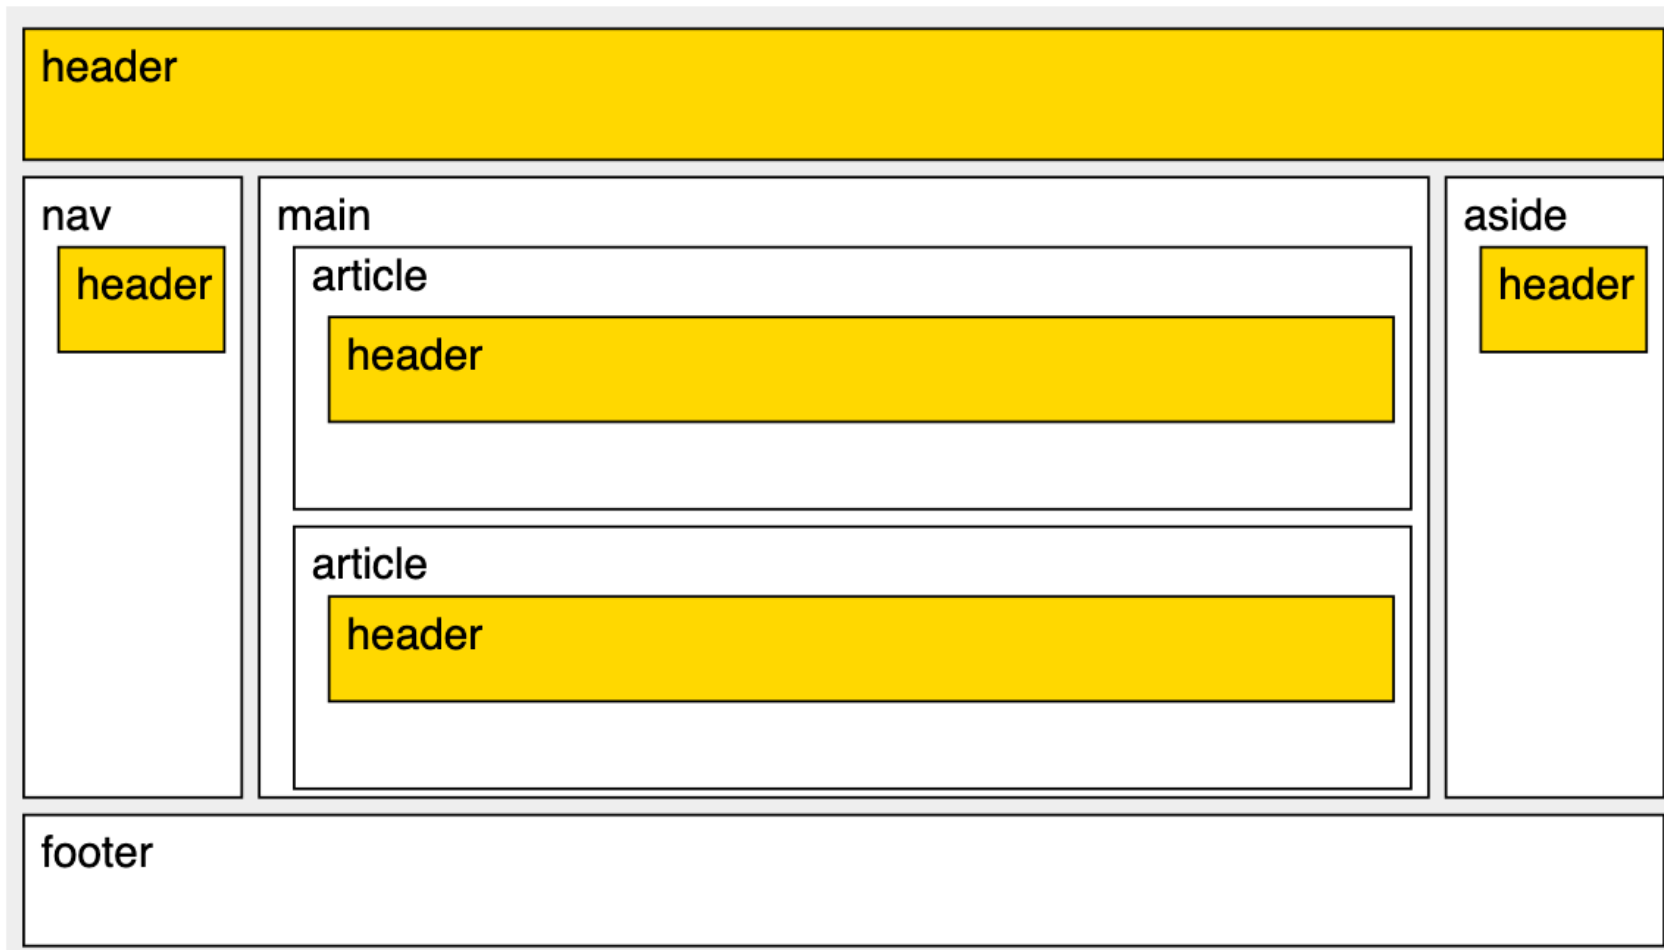 header
nav
header
main
article
header
article
header
aside
header
footer